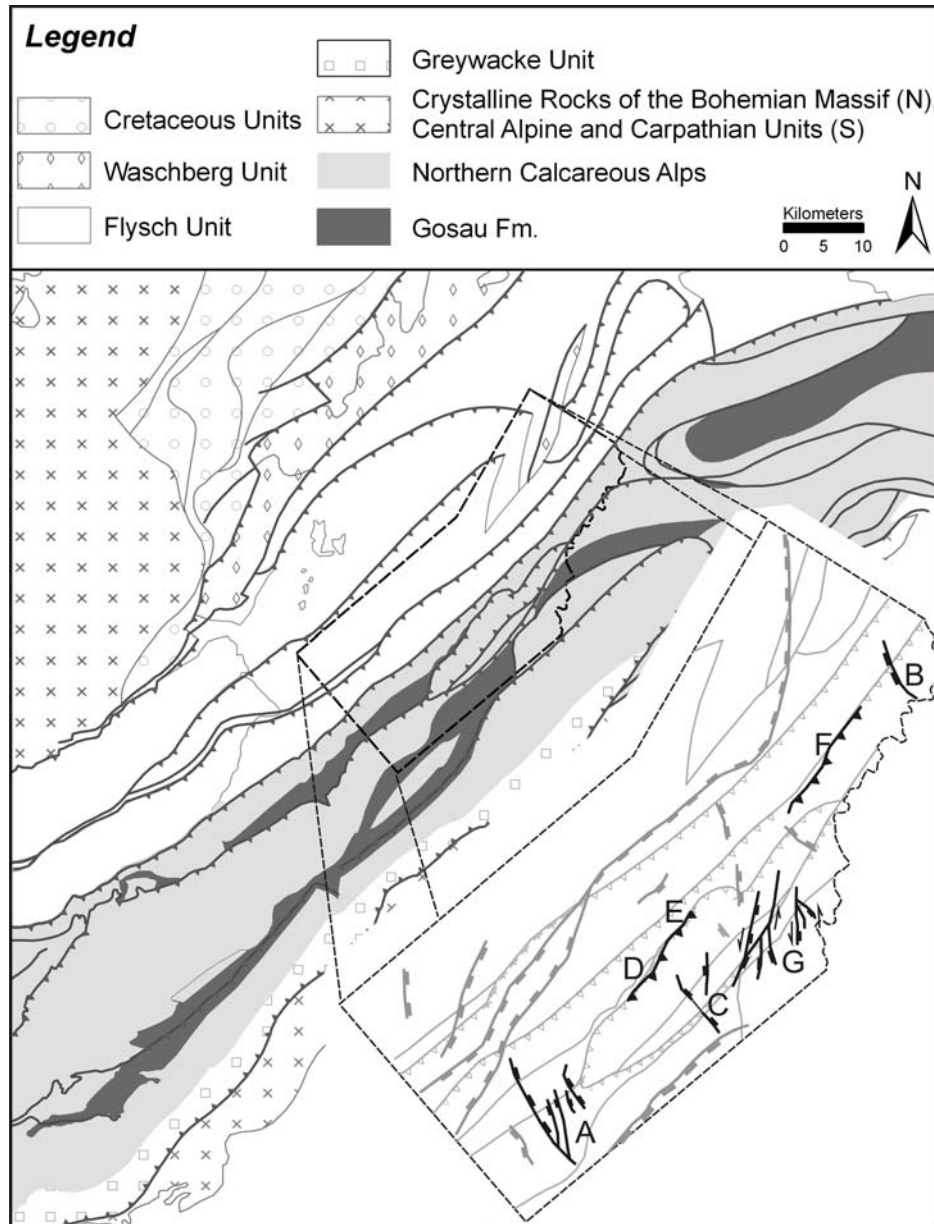 Legend
Cretaceous Units
Waschberg Unit
Flysch Unit
Greywacke Unit
Crystalline Rocks of the Bohemian Massif (N),
Central Alpine and Carpathian Units (S)
Northern Calcareous Alps
Gosau Fm.
Kilometers
0 5 10
N
B
F
E
D
G
C
A